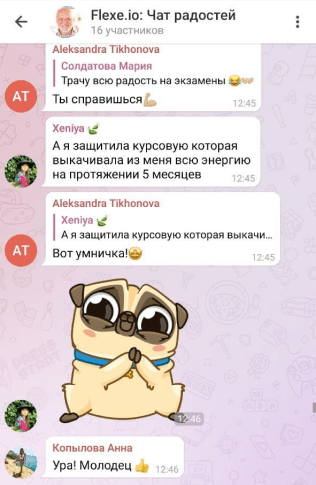 Flexe.io: Чат радостей
16 участников
Aleksandra Tikhonova
Солдатова Мария
Трачу всю радость на экзамены 😂👐
Ты справишься💪
12:45
AT
Xeniya 🌿
А я защитила курсовую которая
выкачивала из меня всю энергию
на протяжении 5 месяцев
12:45
Aleksandra Tikhonova
Xeniya 🌿
А я защитила курсовую которая выкачи...
Вот умничка!🤩
12:45
AT
12:46
Копылова Анна
Ура! Молодец 👍
12:46